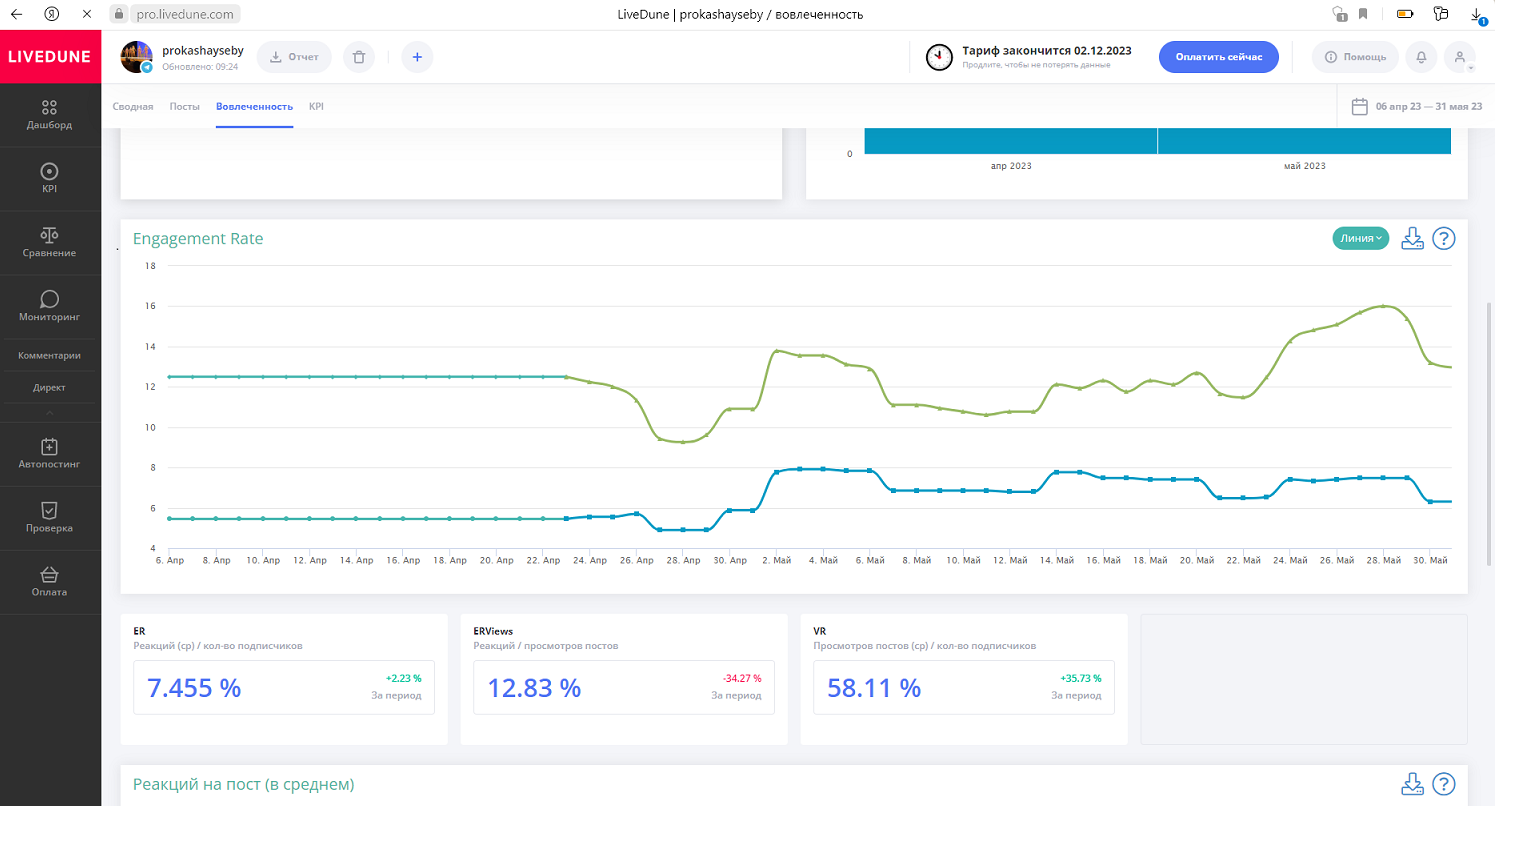 pro.livedune.com
LiveDune | prokashayseby / вовлеченность
1
1
LIVEDUNE
prokashayseby
Обновлено: 09:24
Отчет
Тариф закончится 02.12.2023
Продлите, чтобы не потерять данные
Оплатить сейчас
Помощь
Сводная Посты Вовлеченность KPI
06 апр 23 — 31 мая 23
Дашборд
KPI
Сравнение
Мониторинг
Комментарии
Директ
Автопостинг
Проверка
Оплата
0
апр 2023 май 2023
Engagement Rate
Линия
?
18
16
14
12
10
8
6
4
6. Апр 8. Апр 10. Апр 12. Апр 14. Апр 16. Апр 18. Апр 20. Апр 22. Апр 24. Апр 26. Апр 28. Апр 30. Апр 2. Май 4. Май 6. Май 8. Май 10. Май 12. Май 14. Май 16. Май 18. Май 20. Май 22. Май 24. Май 26. Май 28. Май 30. Май
ER
Реакций (ср) / кол-во подписчиков
7.455 %
+2.23 %
За период
ERViews
Реакций / просмотров постов
12.83 %
-34.27 %
За период
VR
Просмотров постов (ср) / кол-во подписчиков
58.11 %
+35.73 %
За период
Реакций на пост (в среднем)
?